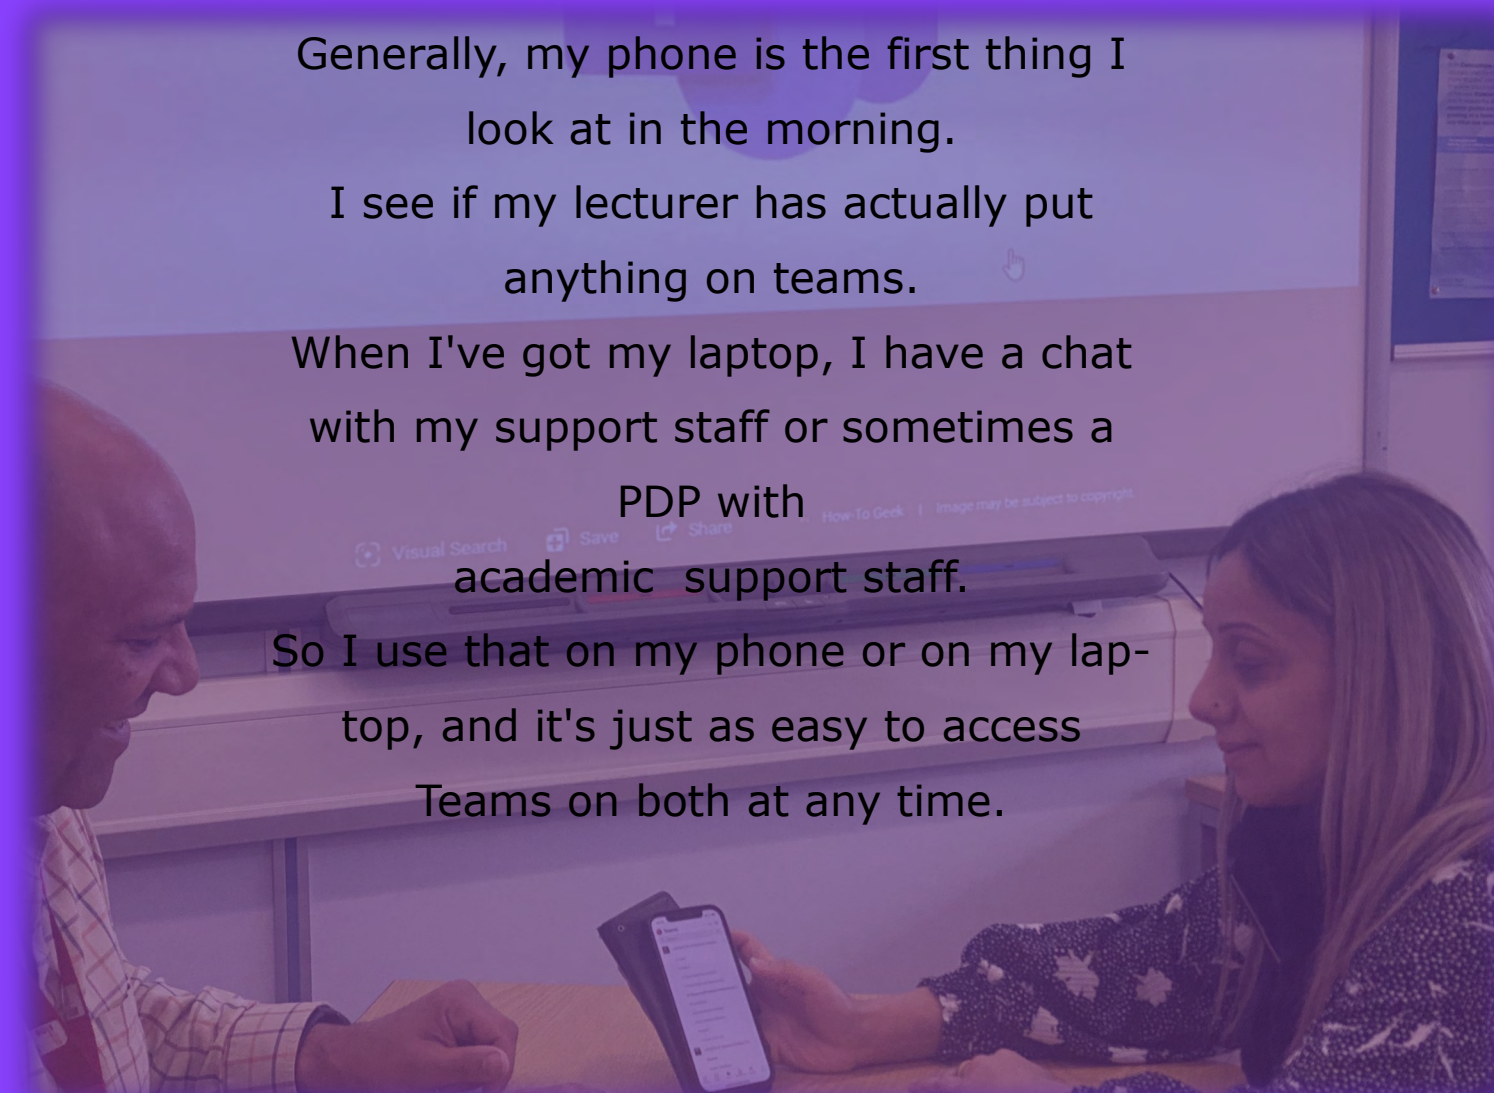 Generally, my phone is the first thing I
look at in the morning.
I see if my lecturer has actually put
anything on teams.
When I've got my laptop, I have a chat
with my support staff or sometimes a
PDP with
academic  support staff.
So I use that on my phone or on my lap-
top, and it's just as easy to access
Teams on both at any time.
Visual Search
Save
Share
How-To Geek | Image may be subject to copyright